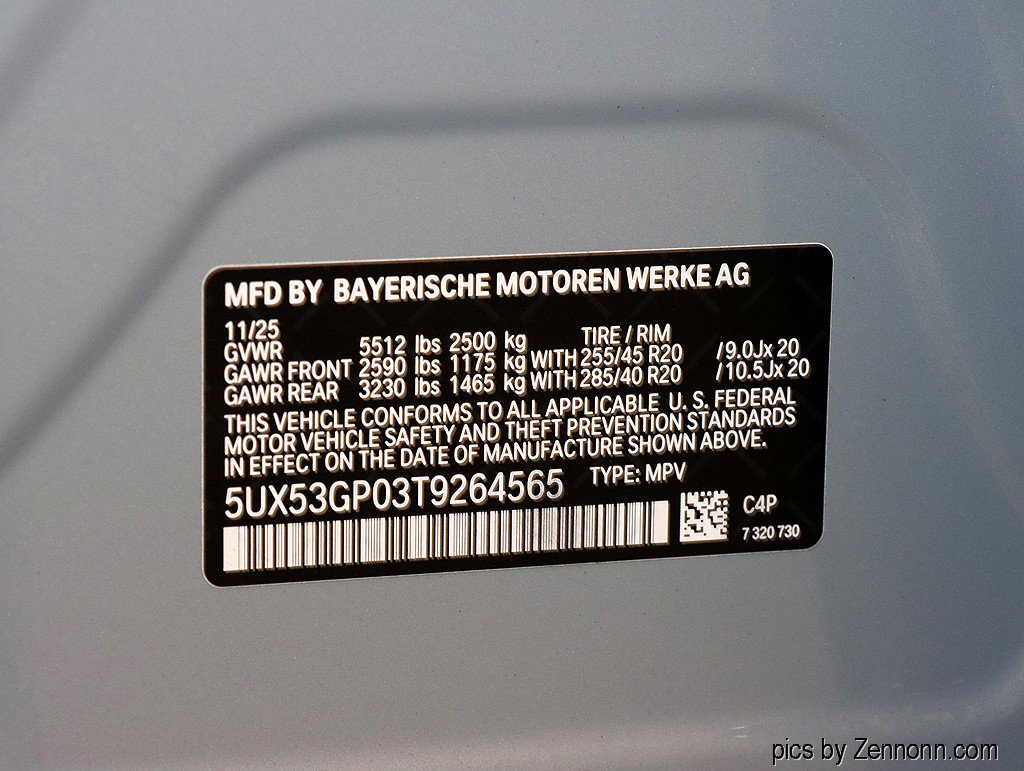 MFD BY BAYERISCHE MOTOREN WERKE AG
11/25 TIRE / RIM
GVWR 5512 lbs 2500 kg
GAWR FRONT 2590 lbs 1175 kg WITH 255/45 R20 /9.0Jx 20
GAWR REAR 3230 lbs 1465 kg WITH 285/40 R20 /10.5Jx 20
THIS VEHICLE CONFORMS TO ALL APPLICABLE U. S. FEDERAL
MOTOR VEHICLE SAFETY AND THEFT PREVENTION STANDARDS
IN EFFECT ON THE DATE OF MANUFACTURE SHOWN ABOVE.
5UX53GP03T9264565 TYPE: MPV
C4P
7 320 730
pics by Zennonn.com